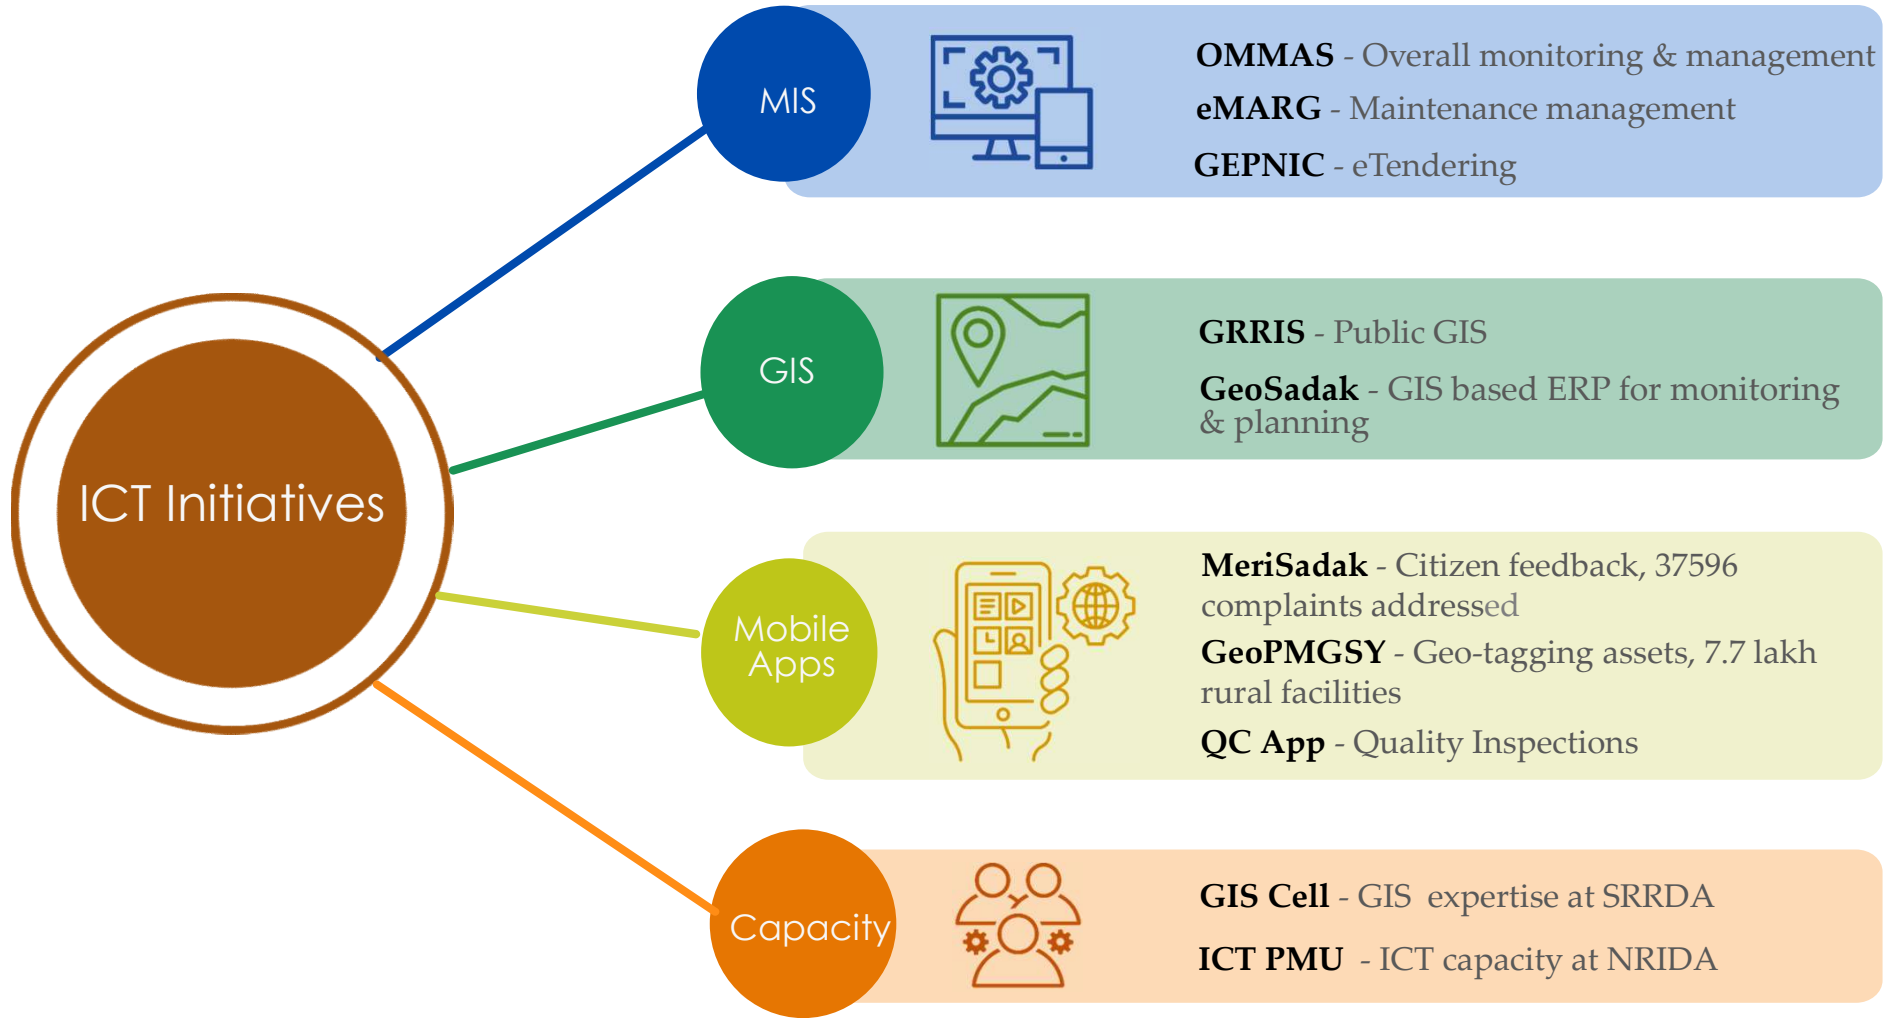 ICT Initiatives
MIS
OMMAS - Overall monitoring & management
eMARG - Maintenance management
GEPNIC - eTendering
GIS
GRRIS - Public GIS
GeoSadak - GIS based ERP for monitoring
& planning
Mobile
Apps
MeriSadak - Citizen feedback, 37596
complaints addressed
GeoPMGSY - Geo-tagging assets, 7.7 lakh
rural facilities
QC App - Quality Inspections
Capacity
GIS Cell - GIS expertise at SRRDA
ICT PMU - ICT capacity at NRIDA